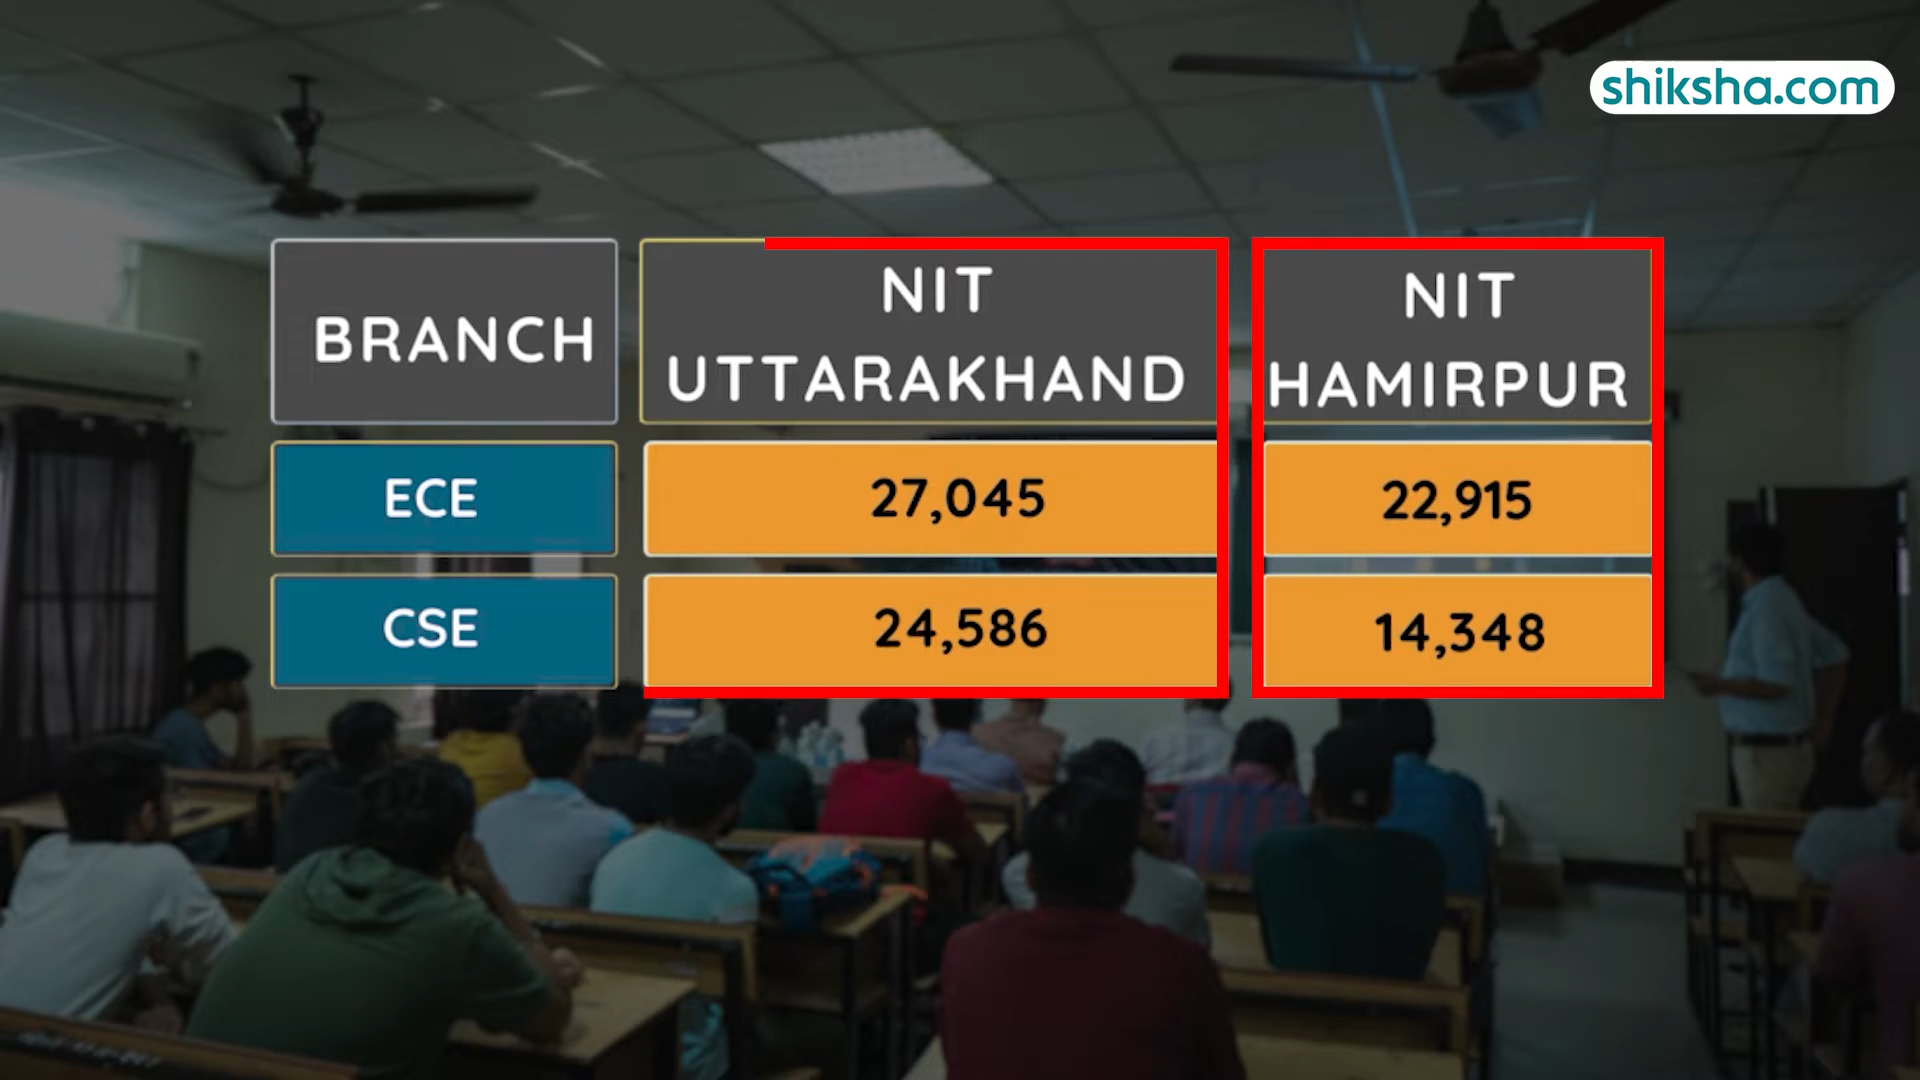 shiksha.com
BRANCH
NIT
UTTARAKHAND
NIT
HAMIRPUR
ECE
27,045
22,915
CSE
24,586
14,348